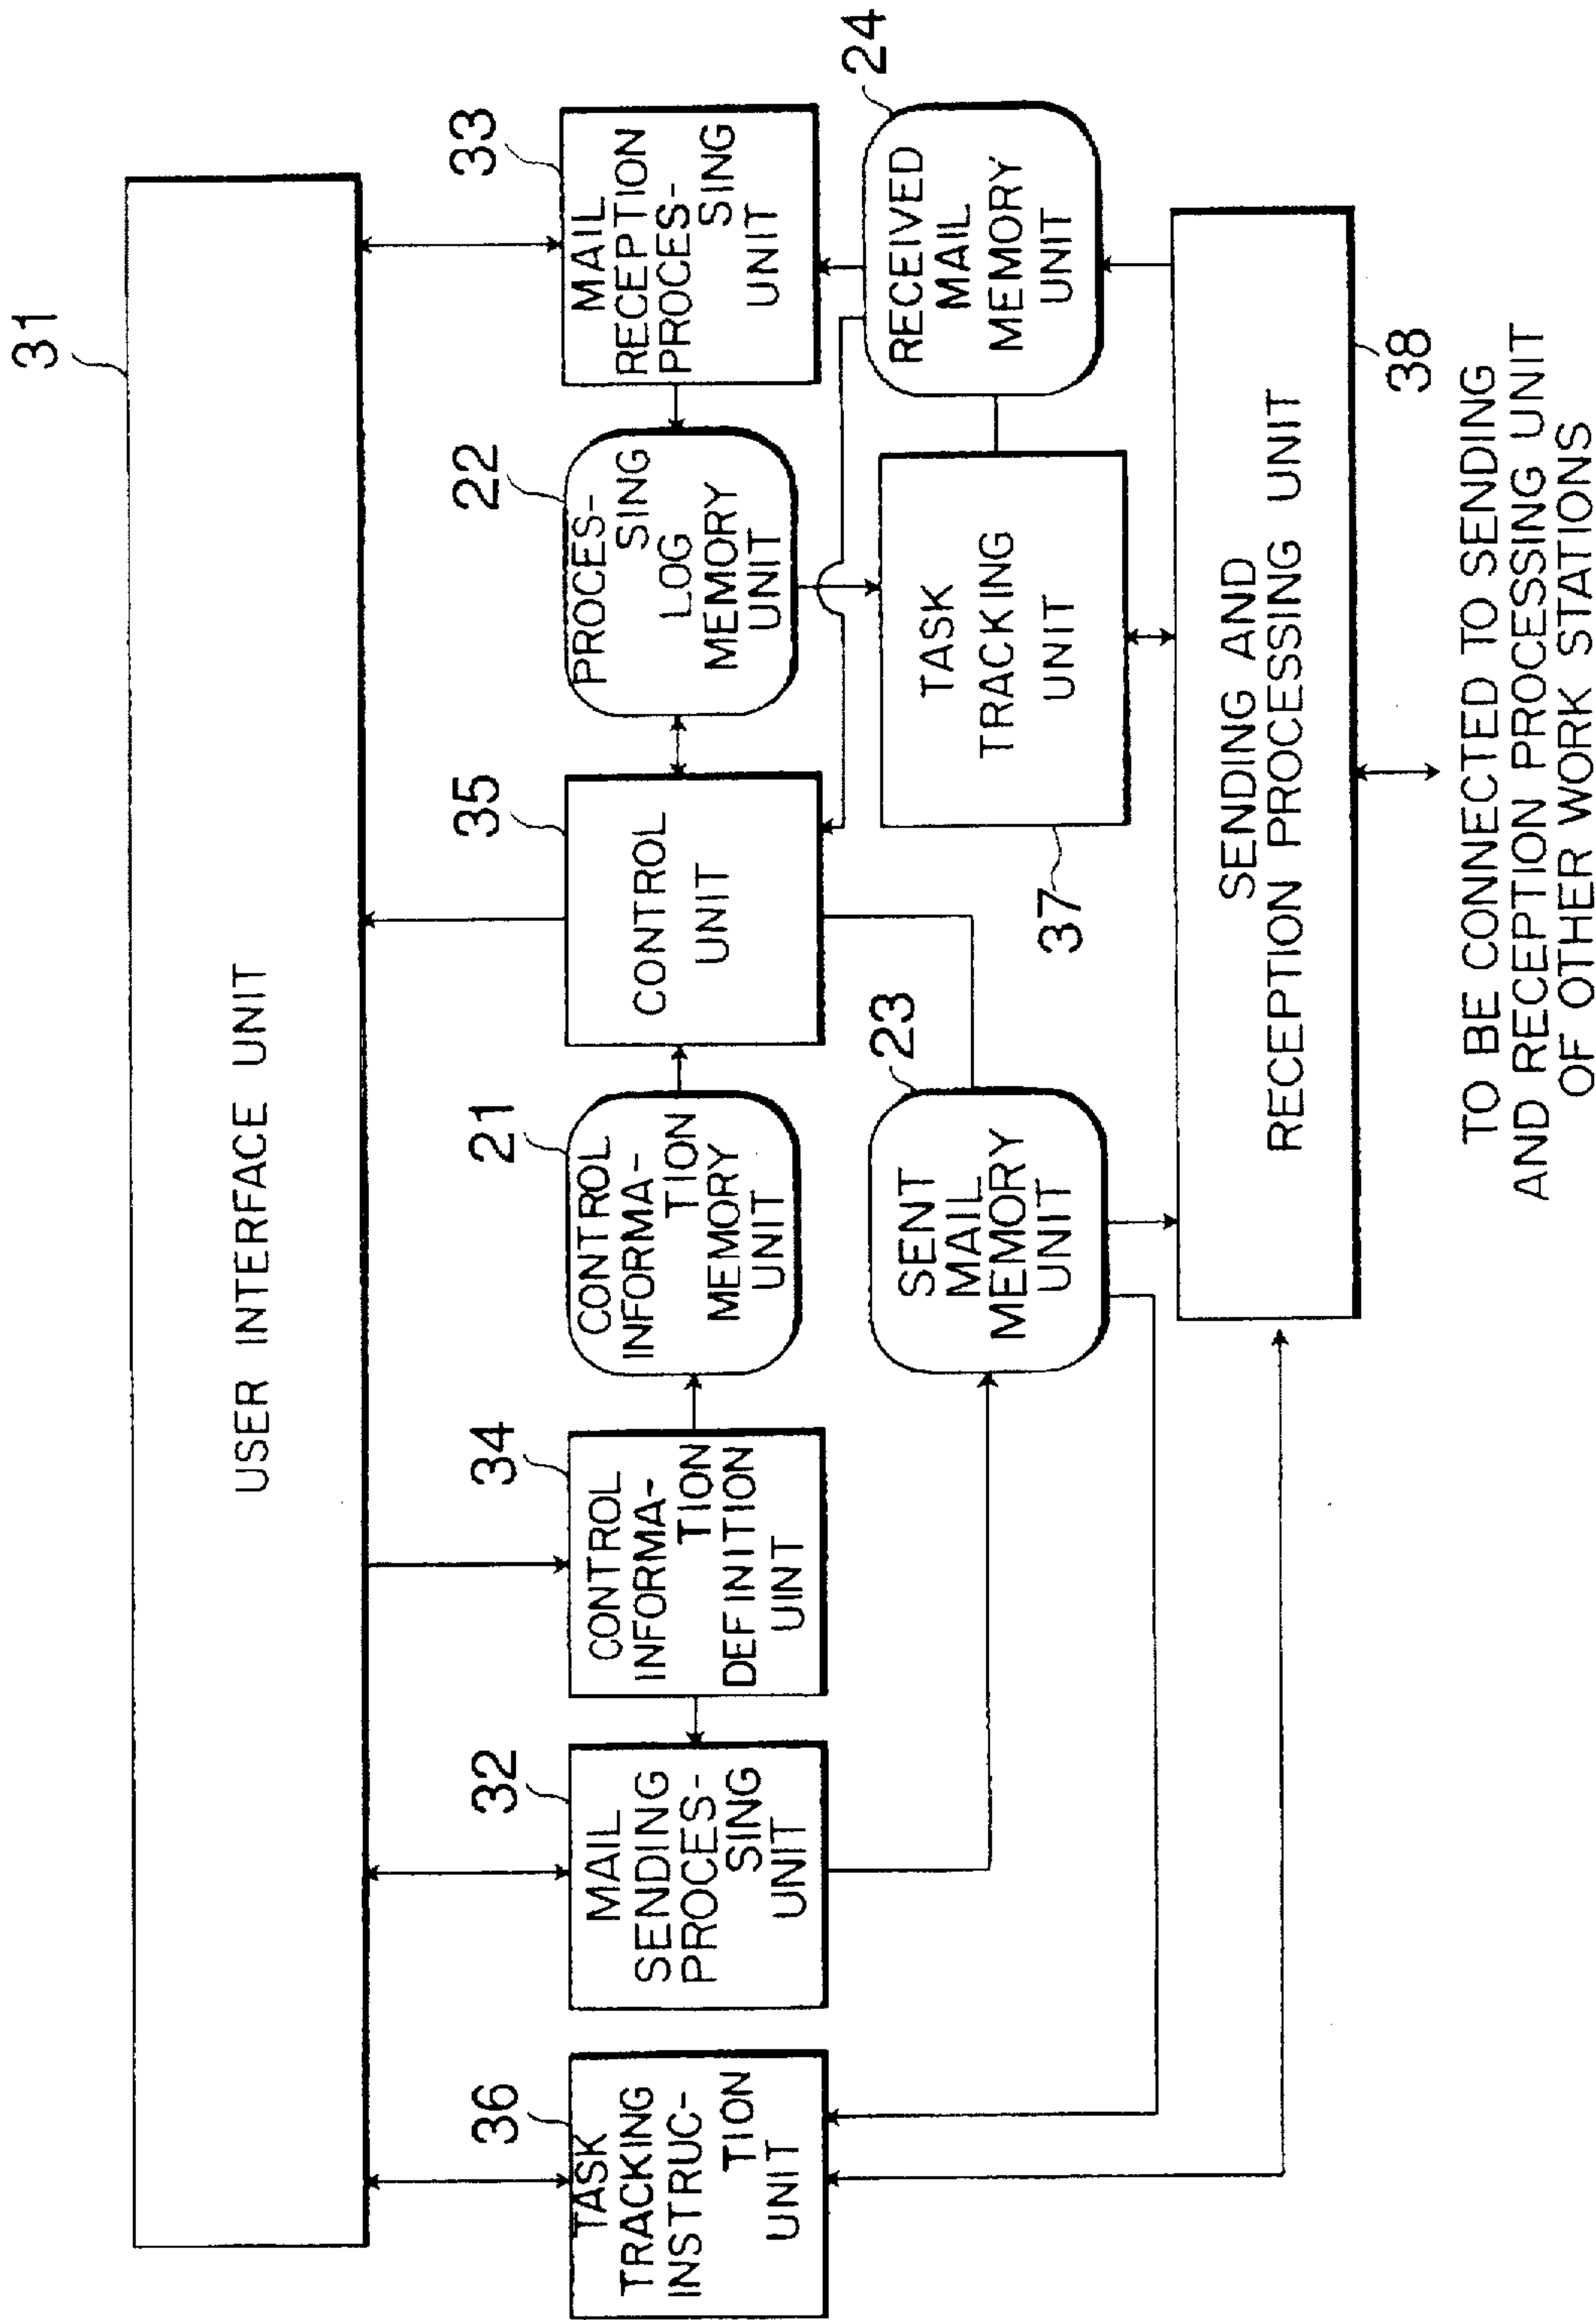 31
USER INTERFACE UNIT
36
TASK
TRACKING
INSTRUC-
TION
UNIT
32
MAIL
SENDING
PROCES-
SING
UNIT
34
CONTROL
INFORMA-
TION
DEFINITION
UINT
21
CONTROL
INFORMA-
TION
MEMORY
UNIT
35
CONTROL
UNIT
22
PROCES-
SING
LOG
MEMORY
UNIT
33
MAIL
RECEPTION
PROCES-
SING
UNIT
23
SENT
MAIL
MEMORY
UNIT
37
TASK
TRACKING
UNIT
24
RECEIVED
MAIL
MEMORY
UNIT
SENDING AND
RECEPTION PROCESSING UNIT
38
TO BE CONNECTED TO SENDING
AND RECEPTION PROCESSING UNIT
OF OTHER WORK STATIONS